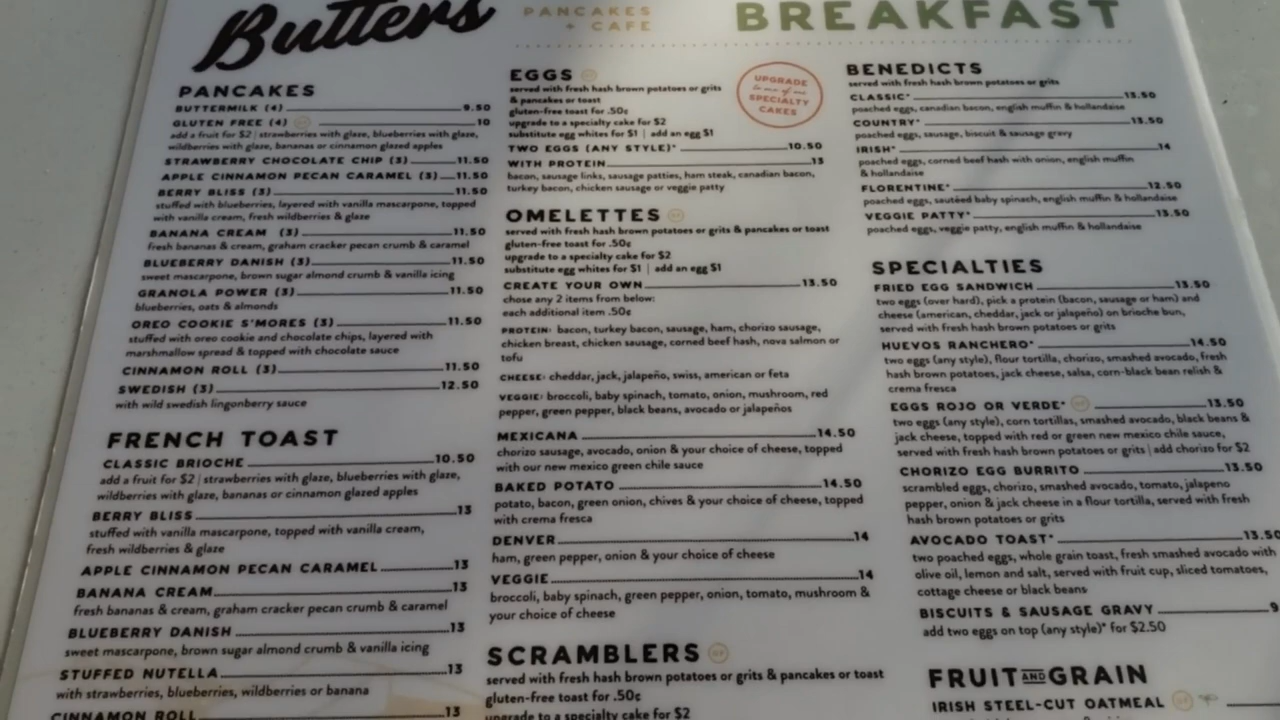 Butters
PANCAKES
+ CAFE
BREAKFAST
PANCAKES
BUTTERMILK (4) 9.50
GLUTEN FREE (4) GF 10
add a fruit for $2 | strawberries with glaze, blueberries with glaze,
wildberries with glaze, bananas or cinnamon glazed apples
STRAWBERRY CHOCOLATE CHIP (3) 11.50
APPLE CINNAMON PECAN CARAMEL (3) 11.50
BERRY BLISS (3) 11.50
stuffed with blueberries, layered with vanilla mascarpone, topped
with vanilla cream, fresh wildberries & glaze
BANANA CREAM (3) 11.50
fresh bananas & cream, graham cracker pecan crumb & caramel
BLUEBERRY DANISH (3) 11.50
sweet mascarpone, brown sugar almond crumb & vanilla icing
GRANOLA POWER (3) 11.50
blueberries, oats & almonds
OREO COOKIE S'MORES (3) 11.50
stuffed with oreo cookie and chocolate chips, layered with
marshmallow spread & topped with chocolate sauce
CINNAMON ROLL (3) 11.50
SWEDISH (3) 12.50
with wild swedish lingonberry sauce
FRENCH TOAST
CLASSIC BRIOCHE 10.50
add a fruit for $2 | strawberries with glaze, blueberries with glaze,
wildberries with glaze, bananas or cinnamon glazed apples
BERRY BLISS 13
stuffed with vanilla mascarpone, topped with vanilla cream,
fresh wildberries & glaze
APPLE CINNAMON PECAN CARAMEL 13
BANANA CREAM 13
fresh bananas & cream, graham cracker pecan crumb & caramel
BLUEBERRY DANISH 13
sweet mascarpone, brown sugar almond crumb & vanilla icing
STUFFED NUTELLA 13
with strawberries, blueberries, wildberries or banana
CINNAMON ROLL 13
EGGS GF
served with fresh hash brown potatoes or grits
& pancakes or toast
gluten-free toast for .50¢
upgrade to a specialty cake for $2
substitute egg whites for $1 | add an egg $1
UPGRADE
to one of our
SPECIALTY
CAKES
TWO EGGS (ANY STYLE)* 10.50
WITH PROTEIN 13
bacon, sausage links, sausage patties, ham steak, canadian bacon,
turkey bacon, chicken sausage or veggie patty
OMELETTES GF
served with fresh hash brown potatoes or grits & pancakes or toast
gluten-free toast for .50¢
upgrade to a specialty cake for $2
substitute egg whites for $1 | add an egg $1
CREATE YOUR OWN 13.50
chose any 2 items from below:
each additional item .50¢
PROTEIN: bacon, turkey bacon, sausage, ham, chorizo sausage,
chicken breast, chicken sausage, corned beef hash, nova salmon or
tofu
CHEESE: cheddar, jack, jalapeño, swiss, american or feta
VEGGIE: broccoli, baby spinach, tomato, onion, mushroom, red
pepper, green pepper, black beans, avocado or jalapeños
MEXICANA 14.50
chorizo sausage, avocado, onion & your choice of cheese, topped
with our new mexico green chile sauce
BAKED POTATO 14.50
potato, bacon, green onion, chives & your choice of cheese, topped
with crema fresca
DENVER 14
ham, green pepper, onion & your choice of cheese
VEGGIE 14
broccoli, baby spinach, green pepper, onion, tomato, mushroom &
your choice of cheese
SCRAMBLERS GF
served with fresh hash brown potatoes or grits & pancakes or toast
gluten-free toast for .50¢
upgrade to a specialty cake for $2
BENEDICTS
served with fresh hash brown potatoes or grits
CLASSIC* 13.50
poached eggs, canadian bacon, english muffin & hollandaise
COUNTRY* 13.50
poached eggs, sausage, biscuit & sausage gravy
IRISH* 14
poached eggs, corned beef hash with onion, english muffin
& hollandaise
FLORENTINE* 12.50
poached eggs, sautéed baby spinach, english muffin & hollandaise
VEGGIE PATTY* 13.50
poached eggs, veggie patty, english muffin & hollandaise
SPECIALTIES
FRIED EGG SANDWICH 13.50
two eggs (over hard), pick a protein (bacon, sausage or ham) and
cheese (american, cheddar, jack or jalapeño) on brioche bun,
served with fresh hash brown potatoes or grits
HUEVOS RANCHERO* 14.50
two eggs (any style), flour tortilla, chorizo, smashed avocado, fresh
hash brown potatoes, jack cheese, salsa, corn-black bean relish &
crema fresca
EGGS ROJO OR VERDE* GF 13.50
two eggs (any style), corn tortillas, smashed avocado, black beans &
jack cheese, topped with red or green new mexico chile sauce,
served with fresh hash brown potatoes or grits | add chorizo for $2
CHORIZO EGG BURRITO 13.50
scrambled eggs, chorizo, smashed avocado, tomato, jalapeno
pepper, onion & jack cheese in a flour tortilla, served with fresh
hash brown potatoes or grits
AVOCADO TOAST* 13.50
two poached eggs, whole grain toast, fresh smashed avocado with
olive oil, lemon and salt, served with fruit cup, sliced tomatoes,
cottage cheese or black beans
BISCUITS & SAUSAGE GRAVY 9
add two eggs on top (any style)* for $2.50
FRUIT AND GRAIN
IRISH STEEL-CUT OATMEAL GF